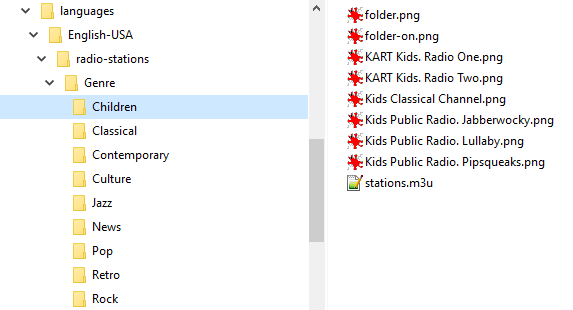 languages
English-USA
radio-stations
Genre
Children
Classical
Contemporary
Culture
Jazz
News
Pop
Retro
Rock
folder.png
folder-on.png
KART Kids. Radio One.png
KART Kids. Radio Two.png
Kids Classical Channel.png
Kids Public Radio. Jabberwocky.png
Kids Public Radio. Lullaby.png
Kids Public Radio. Pipsqueaks.png
stations.m3u